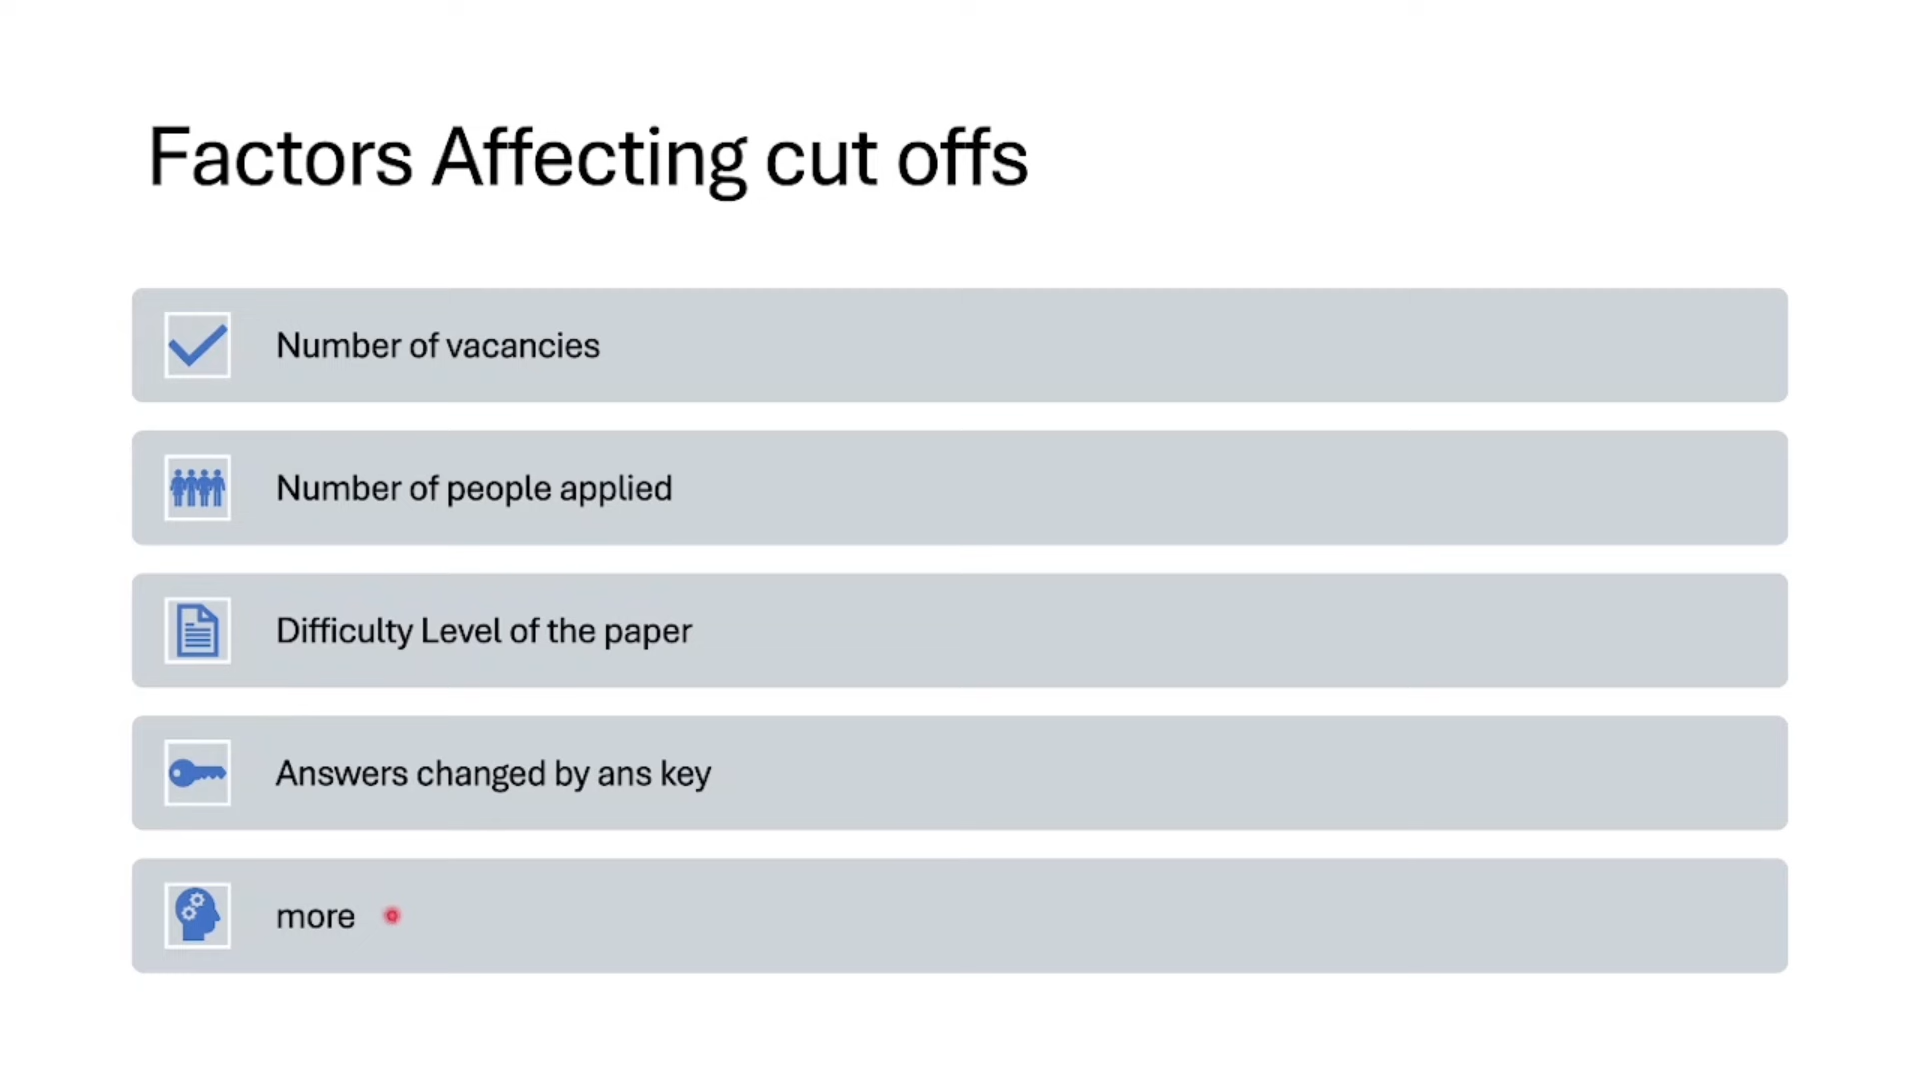 Factors Affecting cut offs
Number of vacancies
Number of people applied
Difficulty Level of the paper
Answers changed by ans key
more